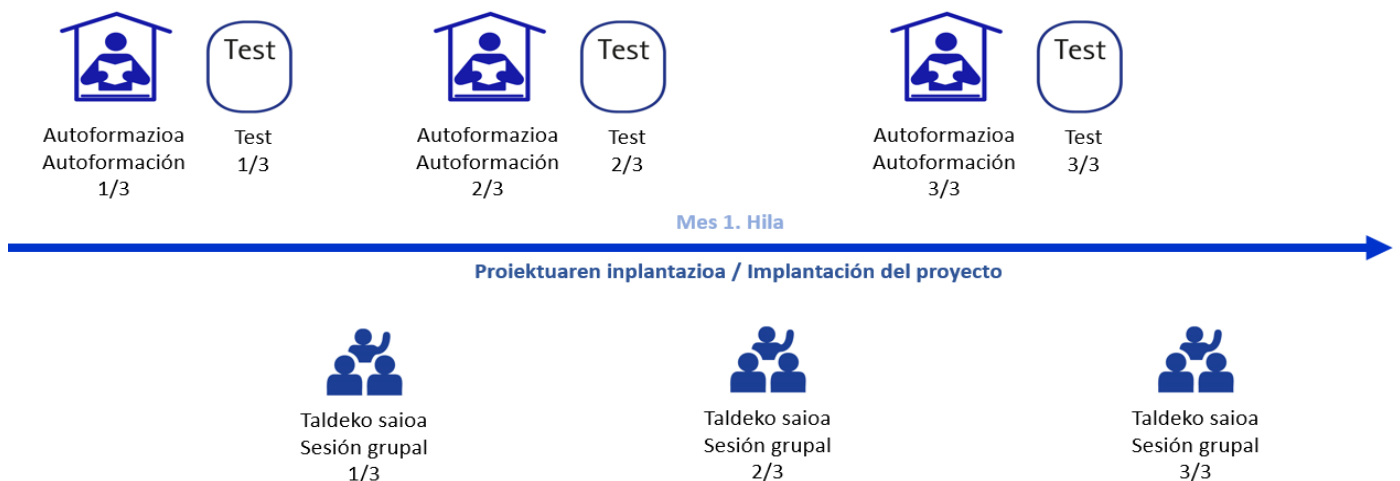 Test
Test
Test
Autoformazioa
Autoformación
1/3
Test
1/3
Autoformazioa
Autoformación
2/3
Test
2/3
Autoformazioa
Autoformación
3/3
Test
3/3
Mes 1. Hila
Proiektuaren inplantazioa / Implantación del proyecto
Taldeko saioa
Sesión grupal
1/3
Taldeko saioa
Sesión grupal
2/3
Taldeko saioa
Sesión grupal
3/3